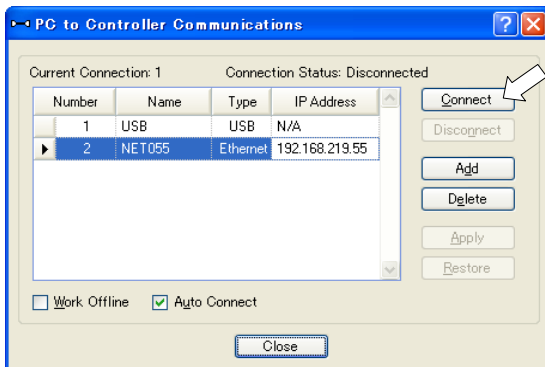 PC to Controller Communications
Current Connection: 1 Connection Status: Disconnected
Number Name Type IP Address
1 USB USB N/A
2 NET055 Ethernet 192.168.219.55
Connect
Disconnect
Add
Delete
Apply
Restore
Work Offline Auto Connect
Close